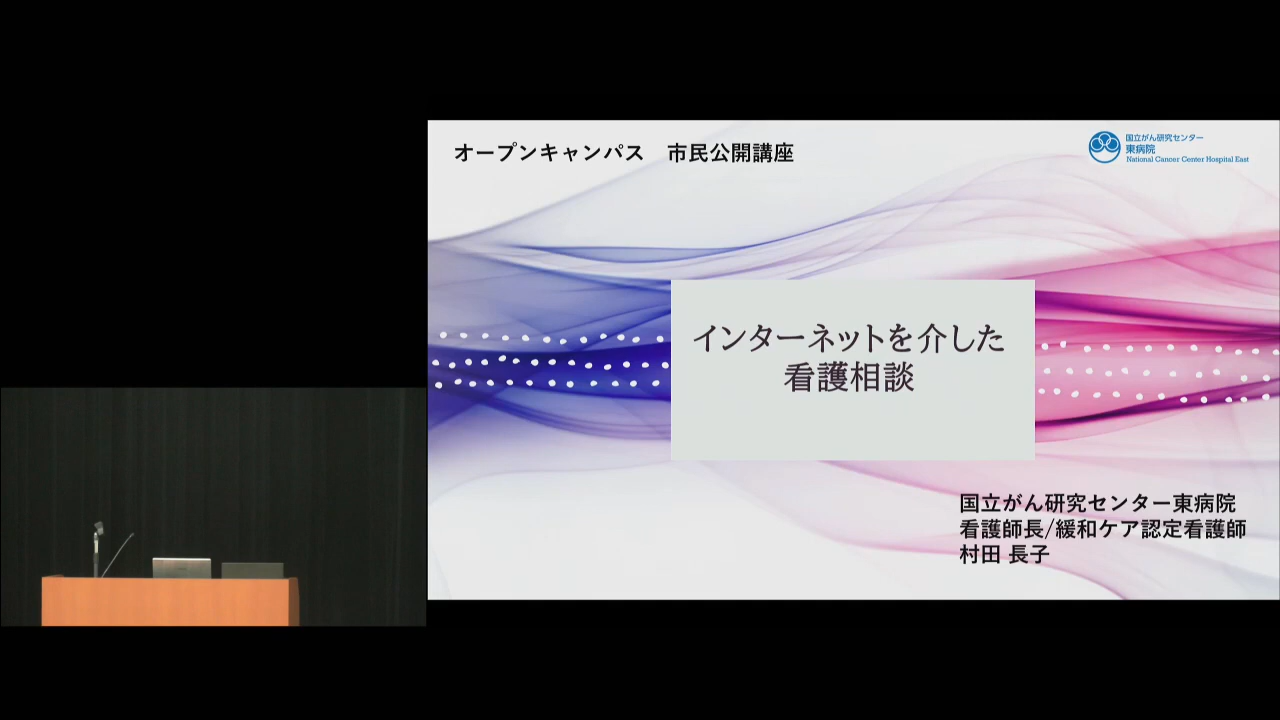 オープンキャンパス　市民公開講座
国立がん研究センター
東病院
National Cancer Center Hospital East
インターネットを介した
看護相談
国立がん研究センター東病院
看護師長/緩和ケア認定看護師
村田 長子